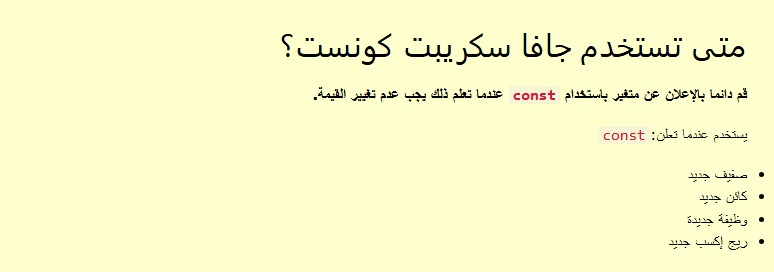 متى تستخدم جافا سكريبت كونست؟
قم دائما بالإعلان عن متغير باستخدام const عندما تعلم ذلك يجب عدم تغيير القيمة.
يستخدم عندما تعلن: const
صفيف جديد
كائن جديد
وظيفة جديدة
ريج إكسب جديد